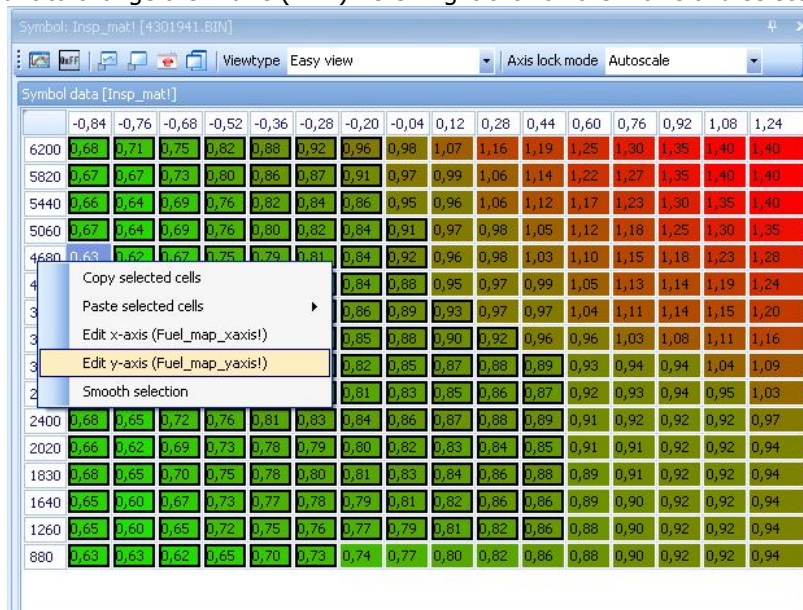 Symbol: Insp_mat! [4301941.BIN]
Viewtype Easy view Axis lock mode Autoscale
Symbol data [Insp_mat!]
-0,84 -0,76 -0,68 -0,52 -0,36 -0,28 -0,20 -0,04 0,12 0,28 0,44 0,60 0,76 0,92 1,08 1,24
6200 0,68 0,71 0,75 0,82 0,88 0,92 0,96 0,98 1,07 1,16 1,19 1,25 1,30 1,35 1,40 1,40
5820 0,67 0,67 0,73 0,80 0,86 0,87 0,91 0,97 0,99 1,06 1,14 1,22 1,27 1,35 1,40 1,40
5440 0,66 0,64 0,69 0,76 0,82 0,84 0,86 0,95 0,96 1,06 1,12 1,17 1,23 1,30 1,35 1,40
5060 0,67 0,64 0,69 0,76 0,80 0,82 0,84 0,91 0,97 0,98 1,05 1,12 1,18 1,25 1,30 1,35
4680 0,63 0,62 0,67 0,75 0,79 0,81 0,84 0,92 0,96 0,98 1,03 1,10 1,15 1,18 1,23 1,28
4 0,84 0,88 0,95 0,97 0,99 1,05 1,13 1,14 1,19 1,24
3 0,86 0,89 0,93 0,97 0,97 1,04 1,11 1,14 1,15 1,20
3 0,85 0,88 0,90 0,92 0,96 0,96 1,03 1,08 1,11 1,16
3 0,82 0,85 0,87 0,88 0,89 0,93 0,94 0,94 1,04 1,09
2 0,81 0,83 0,85 0,86 0,87 0,92 0,93 0,94 0,95 1,03
Copy selected cells
Paste selected cells
Edit x-axis (Fuel_map_xaxis!)
Edit y-axis (Fuel_map_yaxis!)
Smooth selection
2400 0,68 0,65 0,72 0,76 0,81 0,83 0,84 0,86 0,87 0,88 0,89 0,91 0,92 0,92 0,92 0,97
2020 0,66 0,62 0,69 0,73 0,78 0,79 0,80 0,82 0,83 0,84 0,85 0,91 0,91 0,92 0,92 0,94
1830 0,68 0,65 0,70 0,75 0,78 0,80 0,81 0,83 0,84 0,86 0,88 0,89 0,91 0,92 0,92 0,94
1640 0,65 0,60 0,67 0,73 0,77 0,78 0,79 0,81 0,82 0,86 0,86 0,89 0,90 0,92 0,92 0,94
1260 0,65 0,60 0,65 0,72 0,75 0,76 0,77 0,79 0,81 0,82 0,86 0,88 0,90 0,92 0,92 0,94
880 0,63 0,63 0,62 0,65 0,70 0,73 0,74 0,77 0,80 0,82 0,86 0,88 0,90 0,92 0,92 0,94